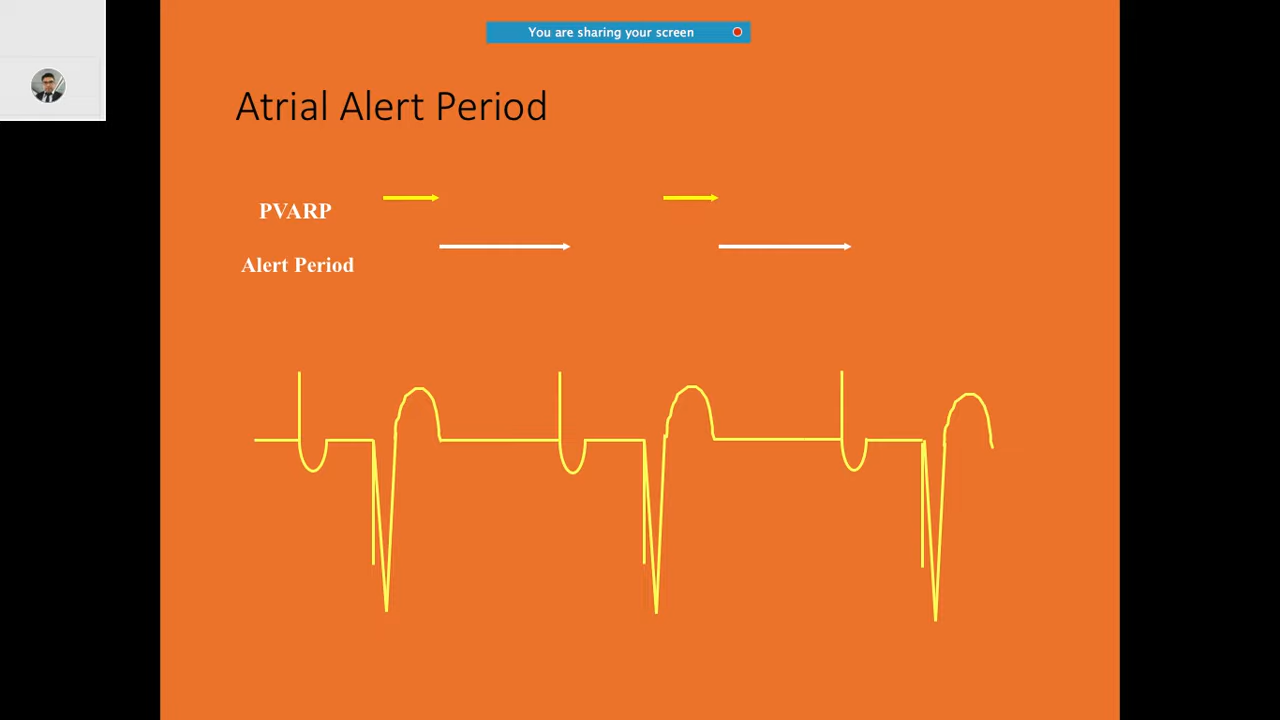 You are sharing your screen
Atrial Alert Period
PVARP
Alert Period